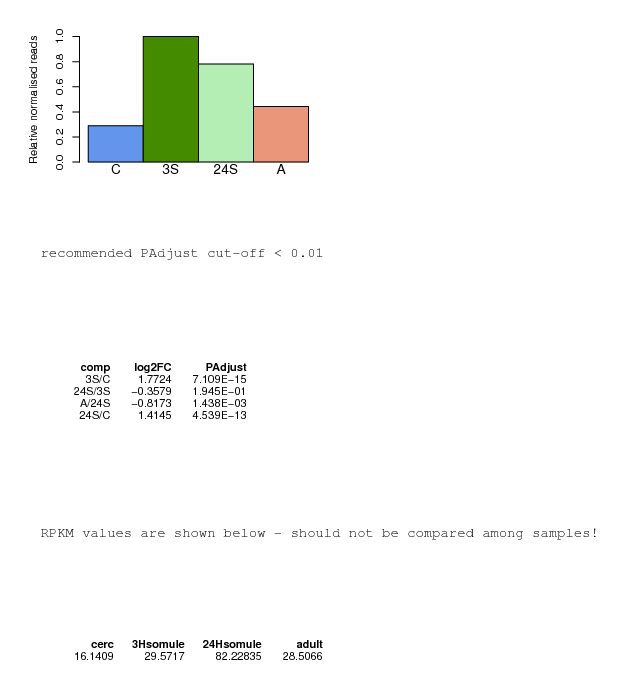 Relative normalised reads
1.0
0.8
0.6
0.4
0.2
0.0
C 3S 24S A
recommended PAdjust cut-off < 0.01
comp log2FC PAdjust
3S/C 1.7724 7.109E−15
24S/3S −0.3579 1.945E−01
A/24S −0.8173 1.438E−03
24S/C 1.4145 4.539E−13
RPKM values are shown below - should not be compared among samples!
cerc 3Hsomule 24Hsomule adult
16.1409 29.5717 82.22835 28.5066